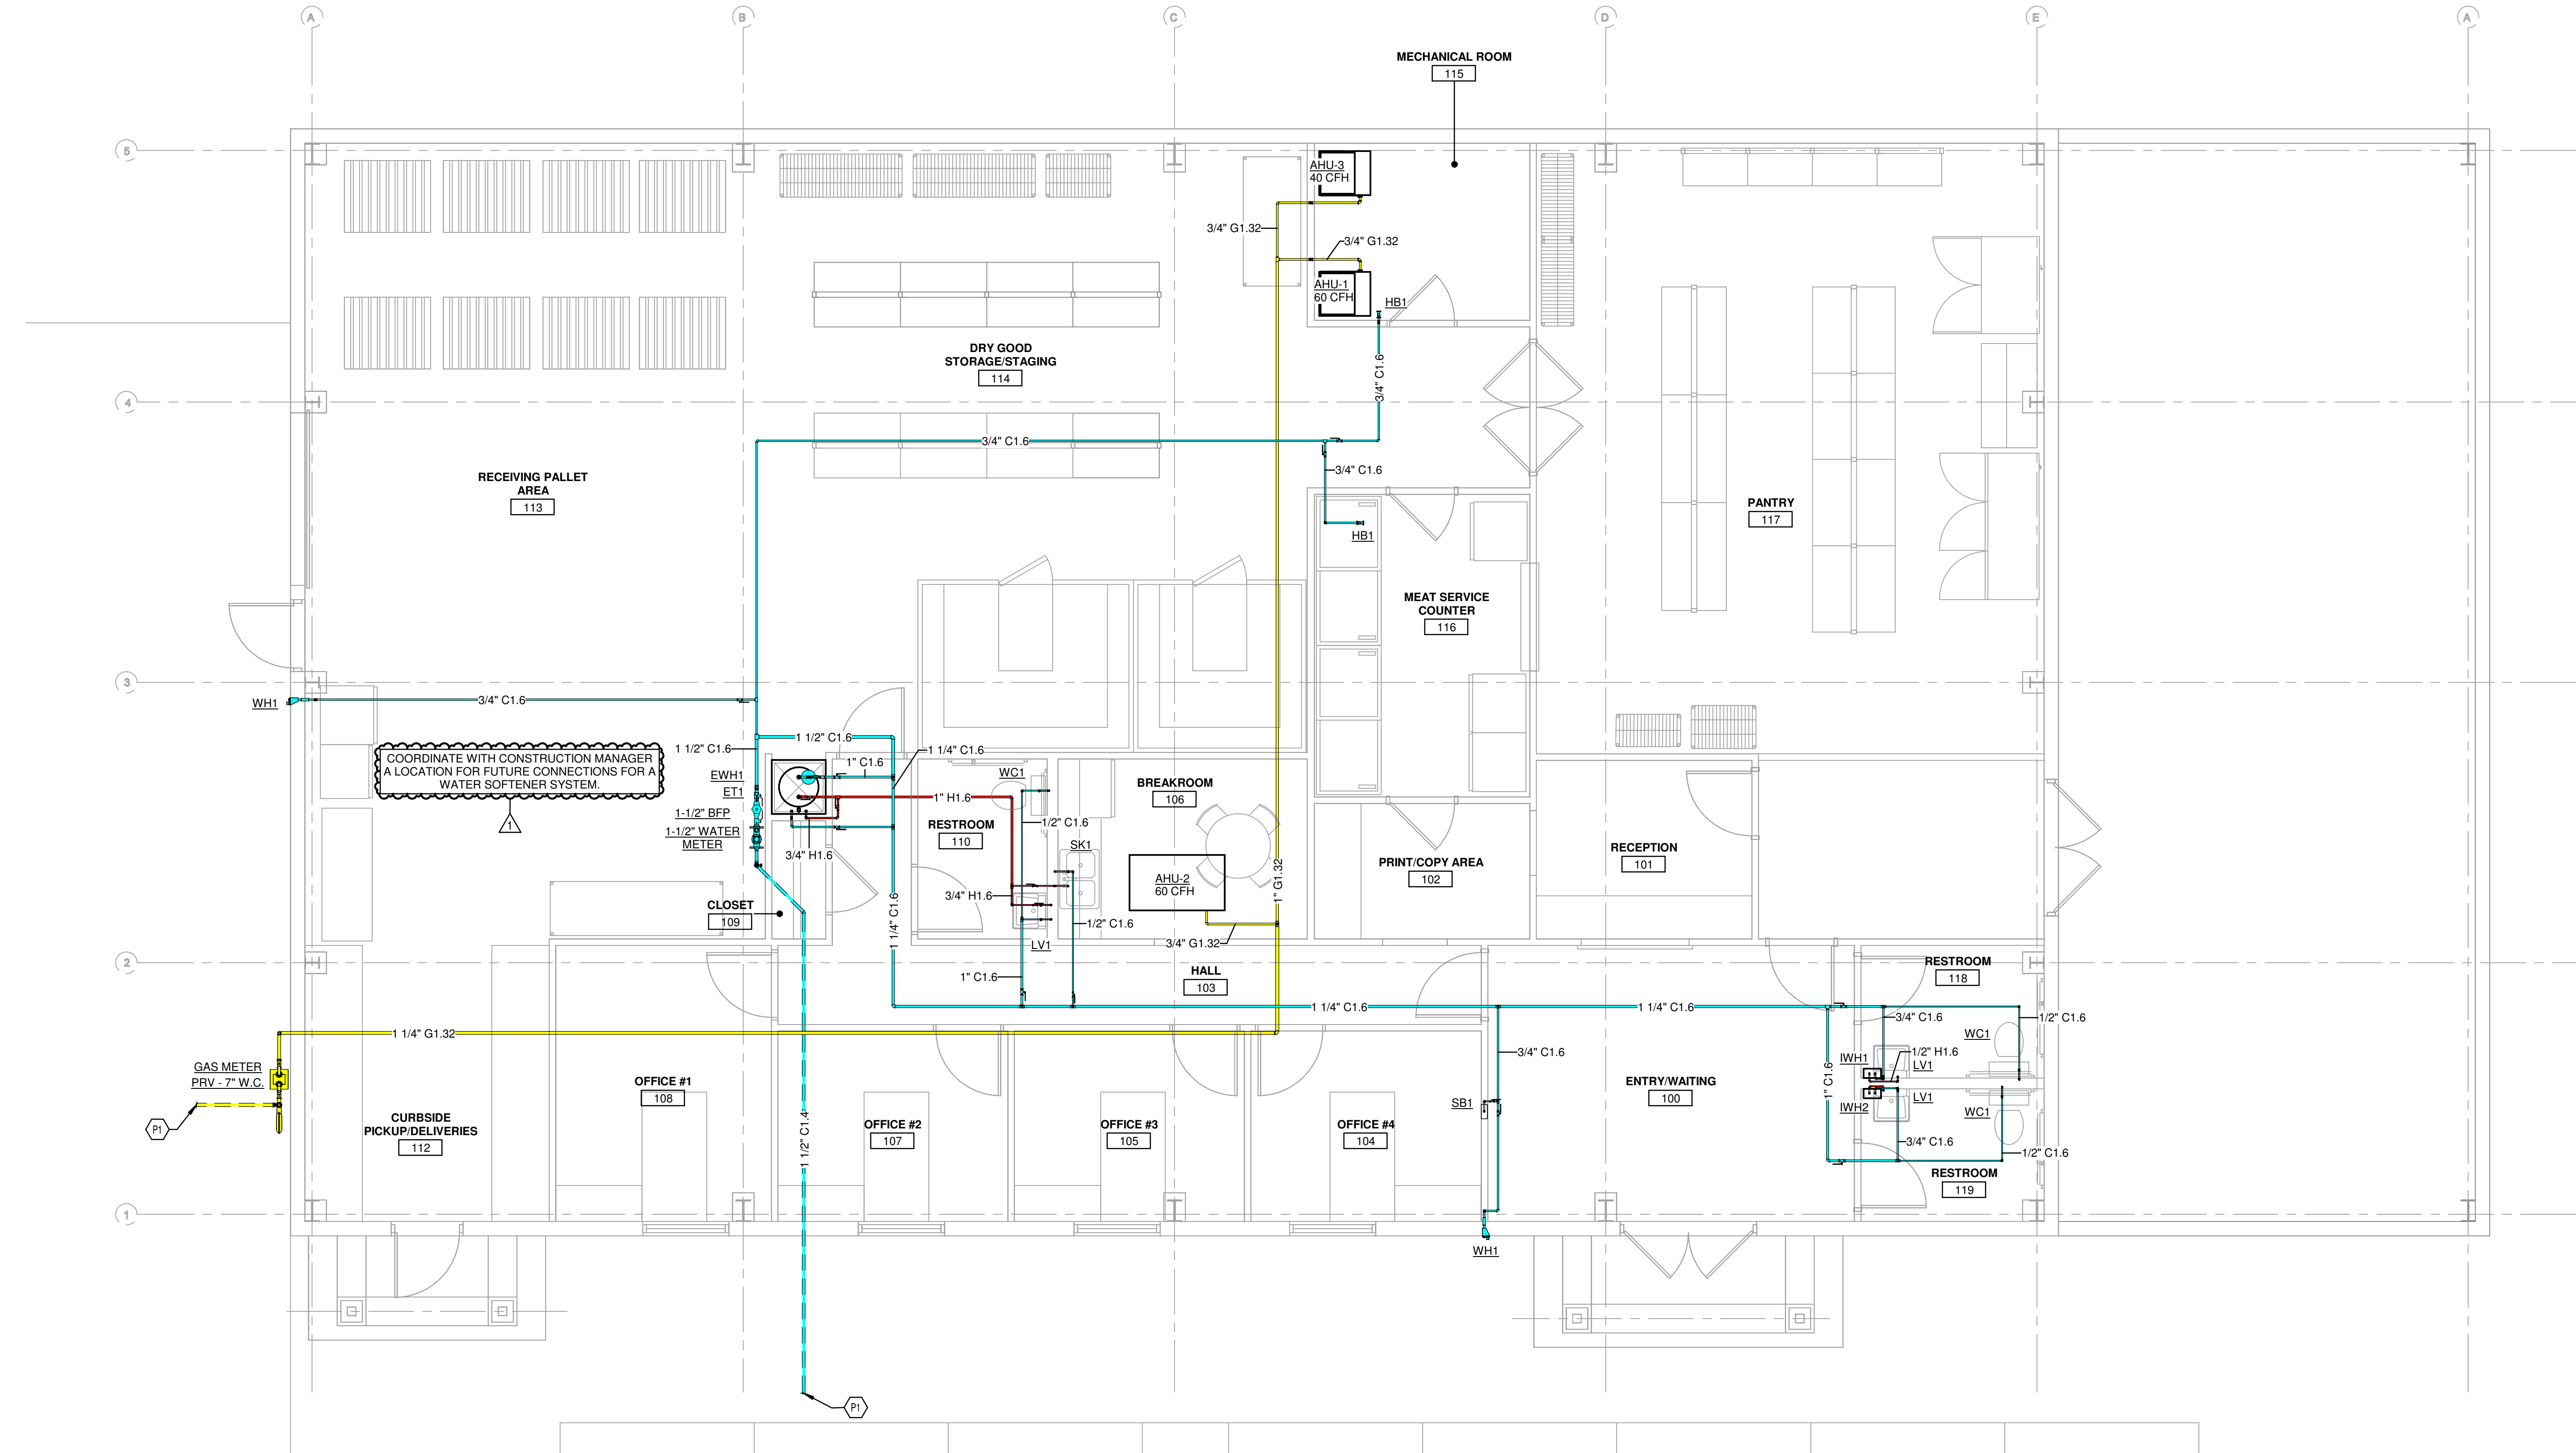 A
B
C
D
E
A
MECHANICAL ROOM
115
5
AHU-3
40 CFH
3/4" G1.32
3/4" G1.32
AHU-1
60 CFH
HB1
DRY GOOD
STORAGE/STAGING
114
3/4" C1.6
4
3/4" C1.6
3/4" C1.6
RECEIVING PALLET
AREA
113
PANTRY
117
HB1
MEAT SERVICE
COUNTER
116
3
WH1
3/4" C1.6
1 1/2" C1.6
1 1/2" C1.6
1 1/4" C1.6
COORDINATE WITH CONSTRUCTION MANAGER
A LOCATION FOR FUTURE CONNECTIONS FOR A
WATER SOFTENER SYSTEM.
1
EWH1
ET1
1-1/2" BFP
1-1/2" WATER
METER
1" C1.6
WC1
BREAKROOM
106
1" H1.6
RESTROOM
110
1/2" C1.6
SK1
3/4" H1.6
RECEPTION
101
PRINT/COPY AREA
102
AHU-2
60 CFH
1" G1.32
3/4" H1.6
CLOSET
109
1 1/4" C1.6
1/2" C1.6
LV1
3/4" G1.32
2
1" C1.6
HALL
103
RESTROOM
118
1 1/4" C1.6
1 1/4" C1.6
3/4" C1.6
1/2" C1.6
WC1
1 1/4" G1.32
GAS METER
PRV - 7" W.C.
3/4" C1.6
IWH1
1/2" H1.6
LV1
1" C1.6
OFFICE #1
108
ENTRY/WAITING
100
SB1
IWH2
LV1
WC1
P1
CURBSIDE
PICKUP/DELIVERIES
112
1 1/2" C1.4
OFFICE #2
107
OFFICE #3
105
OFFICE #4
104
3/4" C1.6
1/2" C1.6
RESTROOM
119
1
WH1
P1